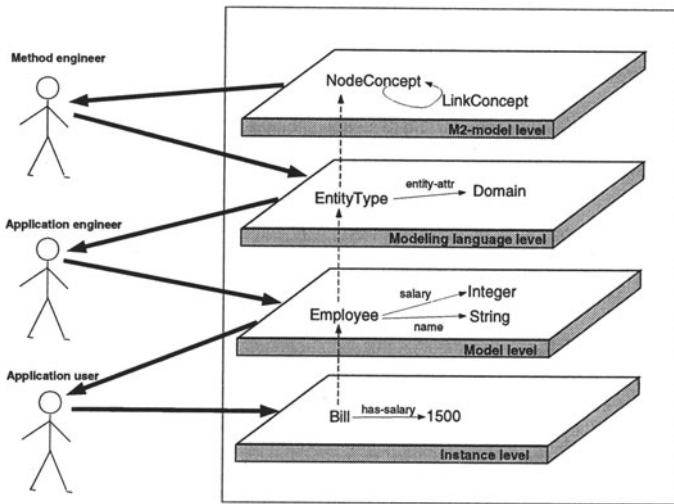 Method engineer
NodeConcept
LinkConcept
M2-model level
entity-attr
EntityType
Domain
Modeling language level
Application engineer
salary
Integer
Employee
String
name
Model level
Application user
Bill
has-salary
1500
Instance level